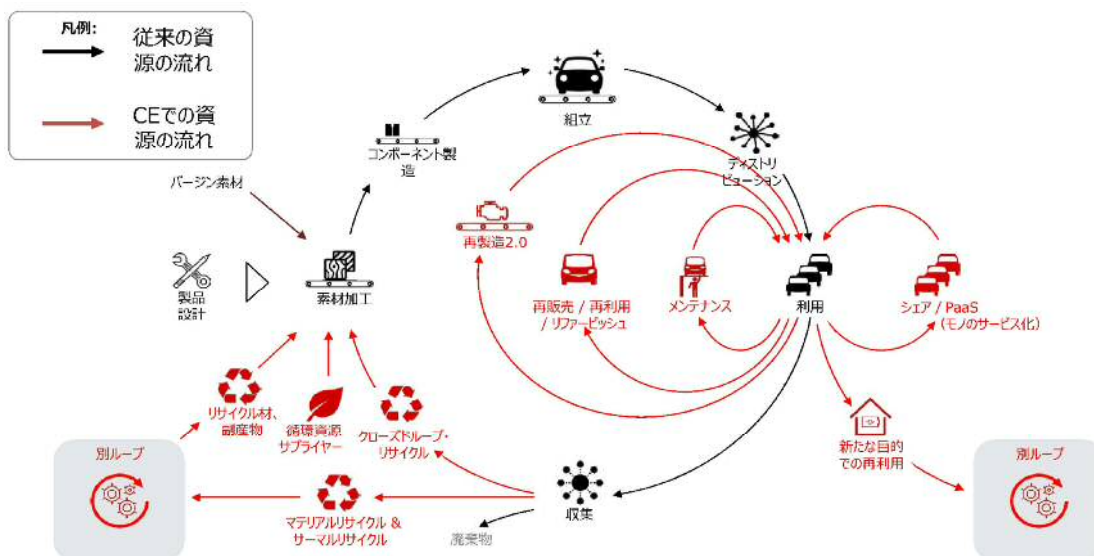 凡例:
従来の資
源の流れ
CEでの資
源の流れ
バージン素材
組立
コンポーネント製
造
ディストリ
ビューション
再製造2.0
製品
設計
素材加工
再販売 / 再利用
/ リファービッシュ
メンテナンス
利用
シェア / PaaS
(モノのサービス化)
リサイクル材、
副産物
循環資源
サプライヤー
クローズドループ・
リサイクル
新たな目的
での再利用
別ループ
別ループ
マテリアルリサイクル &
サーマルリサイクル
収集
廃棄物